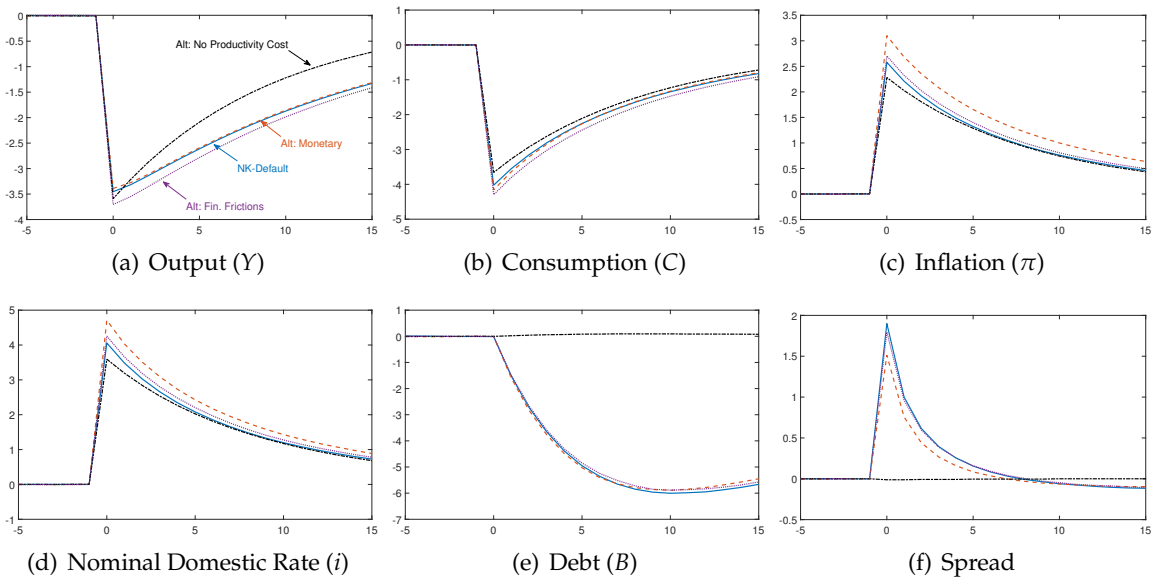 0
-0.5
-1
-1.5
-2
-2.5
-3
-3.5
-4
-5 0 5 10 15
Alt: No Productivity Cost
Alt: Monetary
NK-Default
Alt: Fin. Frictions
(a) Output (Y)
1
0
-1
-2
-3
-4
-5
-5 0 5 10 15
(b) Consumption (C)
3.5
3
2.5
2
1.5
1
0.5
0
0.5
-5 0 5 10 15
(c) Inflation (π)
5
4
3
2
1
0
-1
-5 0 5 10 15
(d) Nominal Domestic Rate (i)
1
0
-1
-2
-3
-4
-5
-6
-7
-5 0 5 10 15
(e) Debt (B)
2
1.5
1
0.5
0
-0.5
-5 0 5 10 15
(f) Spread